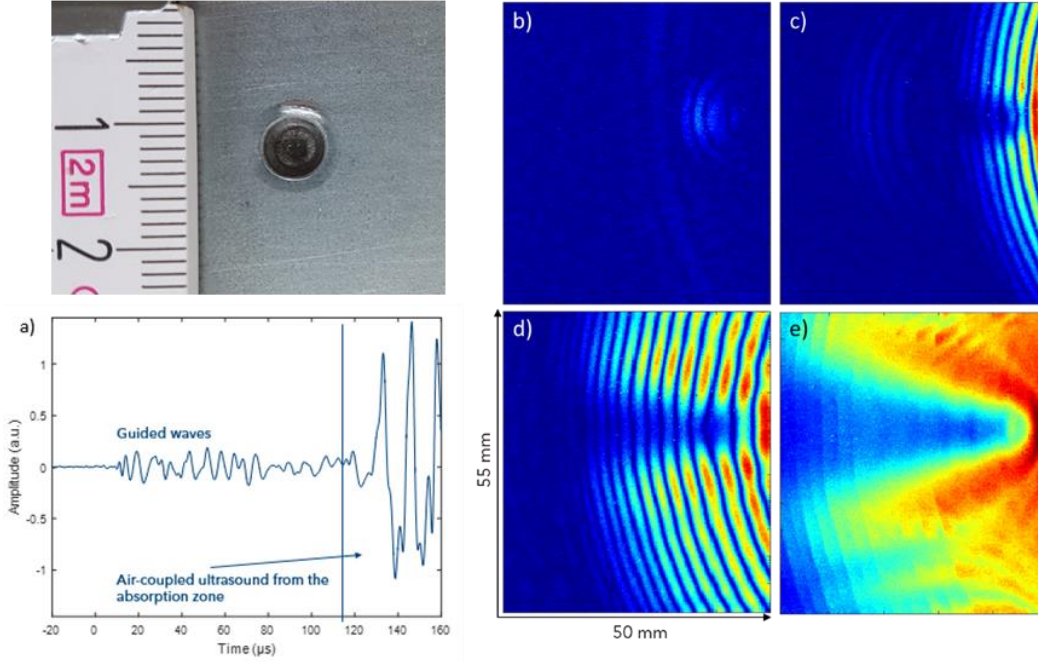 1
2m
2
a)
Guided waves
Air-coupled ultrasound from the
absorption zone
Amplitude (a.u.)
1
0.5
0
-0.5
-1
-20 0 20 40 60 80 100 120 140 160
Time (µs)
b)
c)
d)
e)
55 mm
50 mm